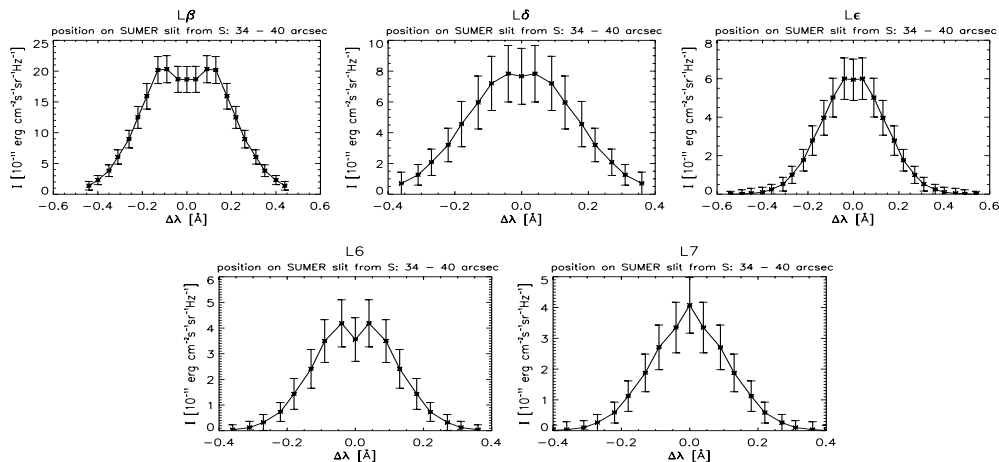 Lβ
position on SUMER slit from S: 34 – 40 arcsec
I [10⁻¹¹ erg cm⁻²s⁻¹sr⁻¹Hz⁻¹]
25
20
15
10
5
0
−0.6 −0.4 −0.2 0.0 0.2 0.4 0.6
Δλ [Å]
Lδ
position on SUMER slit from S: 34 – 40 arcsec
I [10⁻¹¹ erg cm⁻²s⁻¹sr⁻¹Hz⁻¹]
10
8
6
4
2
0
−0.4 −0.2 0.0 0.2 0.4
Δλ [Å]
Lϵ
position on SUMER slit from S: 34 – 40 arcsec
I [10⁻¹¹ erg cm⁻²s⁻¹sr⁻¹Hz⁻¹]
8
6
4
2
0
−0.6 −0.4 −0.2 0.0 0.2 0.4 0.6
Δλ [Å]
L6
position on SUMER slit from S: 34 – 40 arcsec
I [10⁻¹¹ erg cm⁻²s⁻¹sr⁻¹Hz⁻¹]
6
5
4
3
2
1
0
−0.4 −0.2 0.0 0.2 0.4
Δλ [Å]
L7
position on SUMER slit from S: 34 – 40 arcsec
I [10⁻¹¹ erg cm⁻²s⁻¹sr⁻¹Hz⁻¹]
5
4
3
2
1
0
−0.4 −0.2 0.0 0.2 0.4
Δλ [Å]